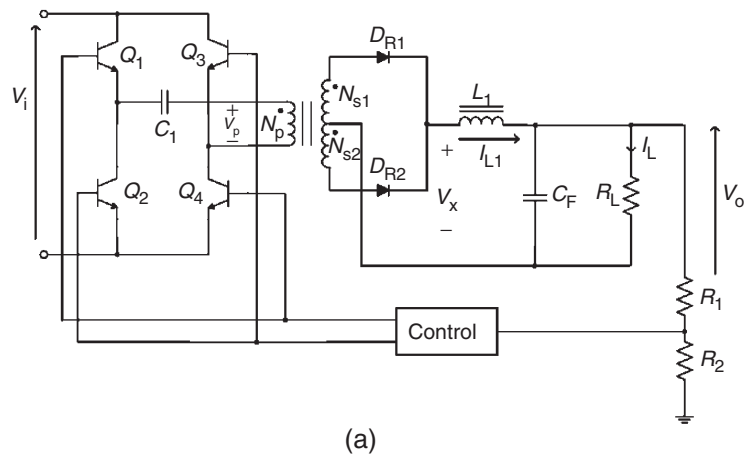 Q1
Q3
DR1
Vi
C1
+
Vp
−
Np
Ns1
Ns2
L1
IL1
IL
Q2
Q4
DR2
+
Vx
−
CF
RL
Vo
R1
Control
R2
(a)